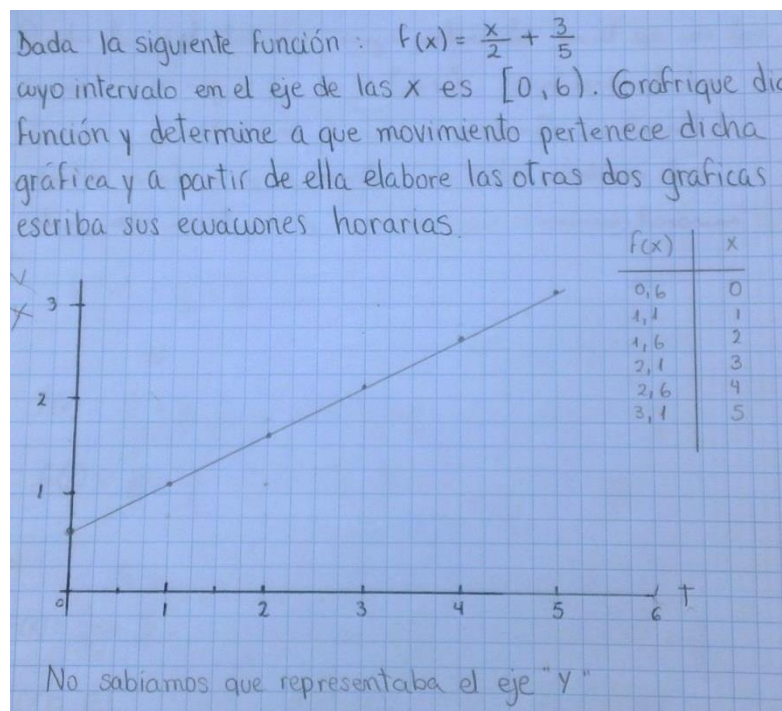 Dada la siguiente función: f(x) = x/2 + 3/5
cuyo intervalo en el eje de las x es [0,6). Grafrique dic
función y determine a que movimiento pertenece dicha
gráfica y a partir de ella elabore las otras dos graficas
escriba sus ecuaciones horarias.
f(x) x
0,6 0
1,1 1
1,6 2
2,1 3
2,6 4
3,1 5
V
X
3
2
1
0 1 2 3 4 5 6 T
No sabiamos que representaba el eje "Y"